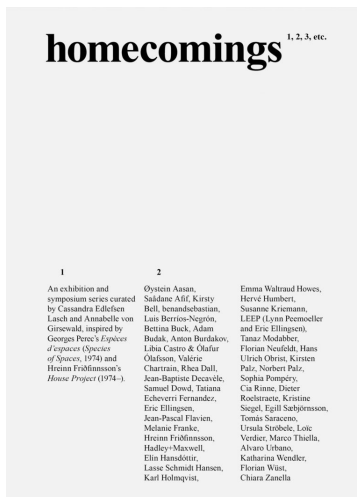 homecomings 1, 2, 3, etc.
1
An exhibition and
symposium series curated
by Cassandra Edlefsen
Lasch and Annabelle von
Girsewald, inspired by
Georges Perec's Espèces
d'espaces (Species
of Spaces, 1974) and
Hreinn Friðfinnsson's
House Project (1974–).
2
Øystein Aasan,
Saâdane Afif, Kirsty
Bell, benandsebastian,
Luis Berríos-Negrón,
Bettina Buck, Adam
Budak, Anton Burdakov,
Libia Castro & Ólafur
Ólafsson, Valérie
Chartrain, Rhea Dall,
Jean-Baptiste Decavèle,
Samuel Dowd, Tatiana
Echeverri Fernandez,
Eric Ellingsen,
Jean-Pascal Flavien,
Melanie Franke,
Hreinn Friðfinnsson,
Hadley+Maxwell,
Elín Hansdóttir,
Lasse Schmidt Hansen,
Karl Holmqvist,
Emma Waltraud Howes,
Hervé Humbert,
Susanne Kriemann,
LEEP (Lynn Peemoeller
and Eric Ellingsen),
Tanaz Modabber,
Florian Neufeldt, Hans
Ulrich Obrist, Kirsten
Palz, Norbert Palz,
Sophia Pompéry,
Cia Rinne, Dieter
Roelstraete, Kristine
Siegel, Egill Sæbjörnsson,
Tomás Saraceno,
Ursula Ströbele, Loïc
Verdier, Marco Thiella,
Alvaro Urbano,
Katharina Wendler,
Florian Wüst,
Chiara Zanella